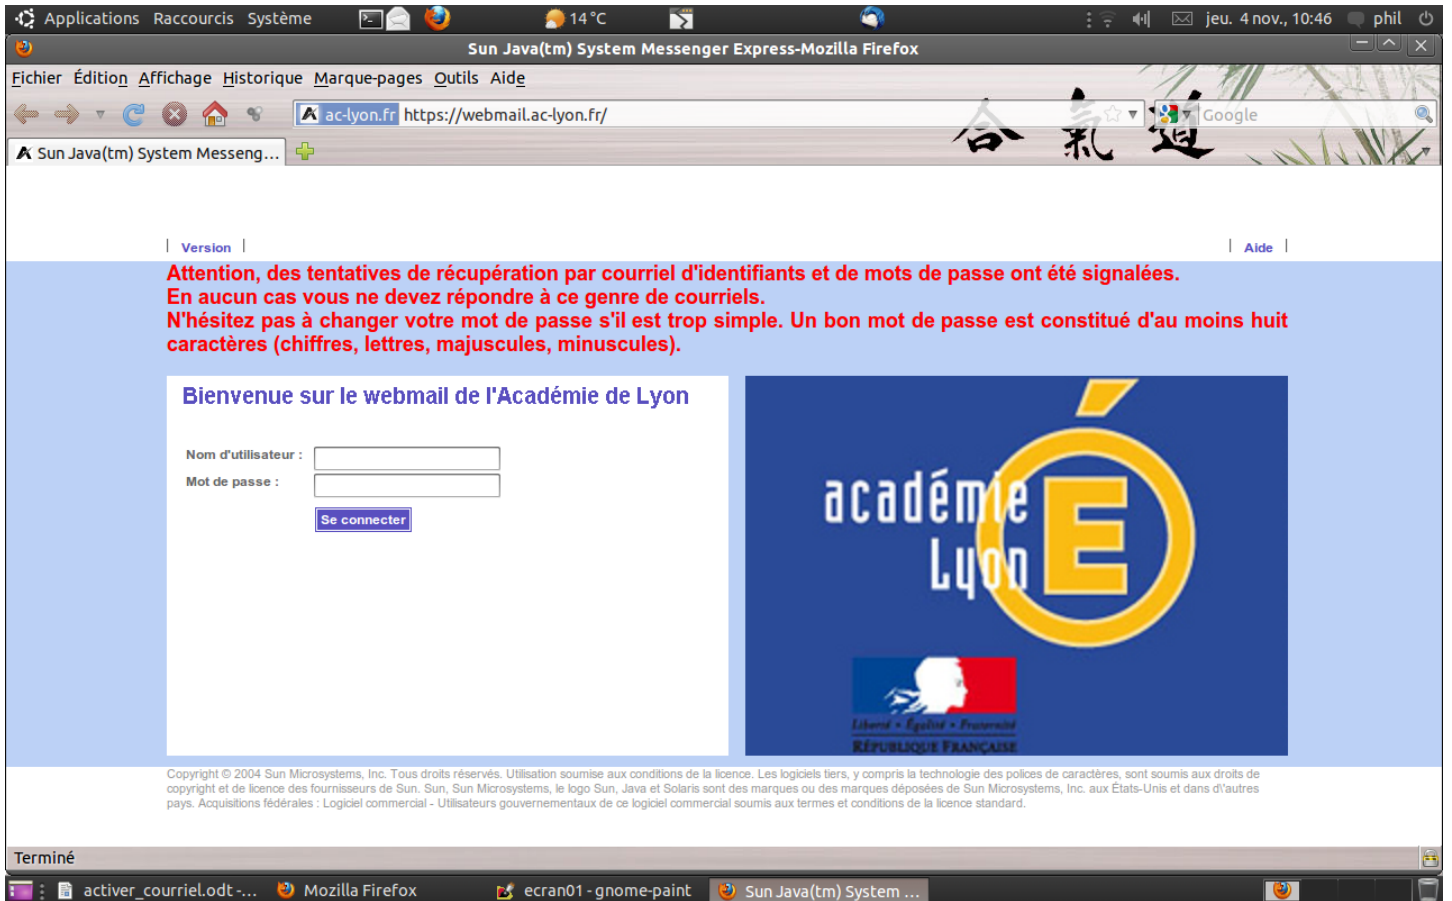 Applications Raccourcis Système 14 °C jeu. 4 nov., 10:46 phil
Sun Java(tm) System Messenger Express-Mozilla Firefox
Fichier Édition Affichage Historique Marque-pages Outils Aide
ac-lyon.fr https://webmail.ac-lyon.fr/ Google
合 氣 道
Sun Java(tm) System Messeng...
Version Aide
Attention, des tentatives de récupération par courriel d'identifiants et de mots de passe ont été signalées.
En aucun cas vous ne devez répondre à ce genre de courriels.
N'hésitez pas à changer votre mot de passe s'il est trop simple. Un bon mot de passe est constitué d'au moins huit
caractères (chiffres, lettres, majuscules, minuscules).
Bienvenue sur le webmail de l'Académie de Lyon
Nom d'utilisateur :
Mot de passe :
Se connecter
académie
Lyon
É
Liberté • Égalité • Fraternité
RÉPUBLIQUE FRANÇAISE
Copyright © 2004 Sun Microsystems, Inc. Tous droits réservés. Utilisation soumise aux conditions de la licence. Les logiciels tiers, y compris la technologie des polices de caractères, sont soumis aux droits de
copyright et de licence des fournisseurs de Sun. Sun, Sun Microsystems, le logo Sun, Java et Solaris sont des marques ou des marques déposées de Sun Microsystems, Inc. aux États-Unis et dans d\'autres
pays. Acquisitions fédérales : Logiciel commercial - Utilisateurs gouvernementaux de ce logiciel commercial soumis aux termes et conditions de la licence standard.
Terminé
activer_courriel.odt -... Mozilla Firefox ecran01 - gnome-paint Sun Java(tm) System ...